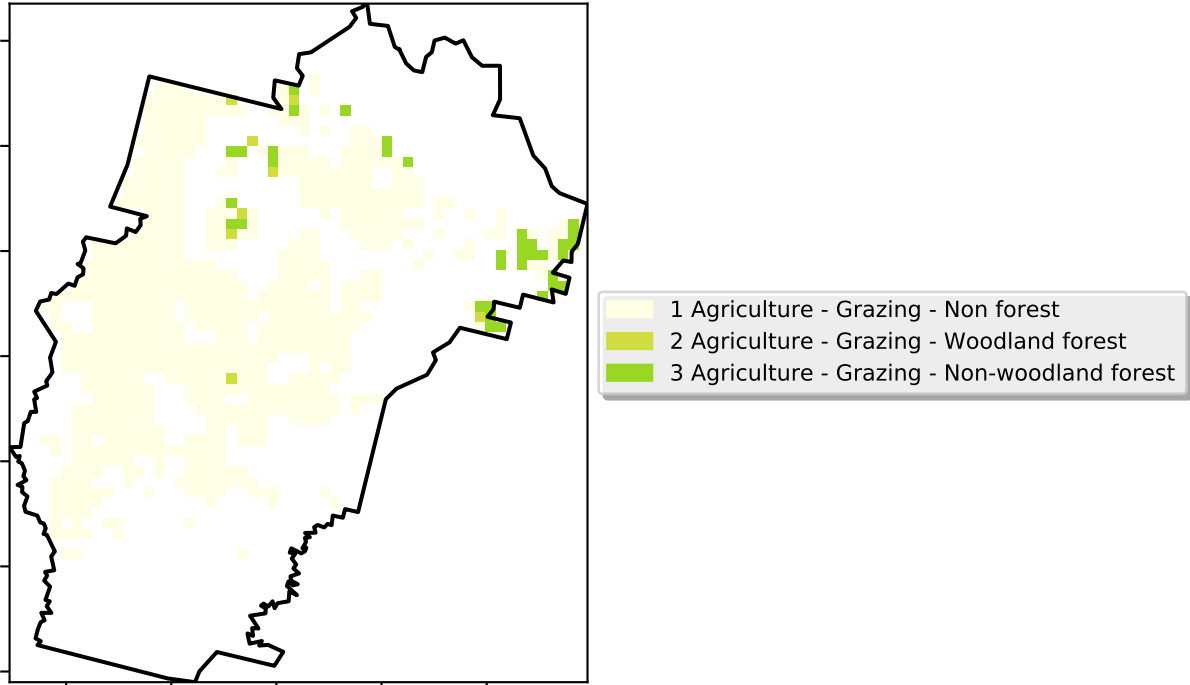 1 Agriculture - Grazing - Non forest
2 Agriculture - Grazing - Woodland forest
3 Agriculture - Grazing - Non-woodland forest